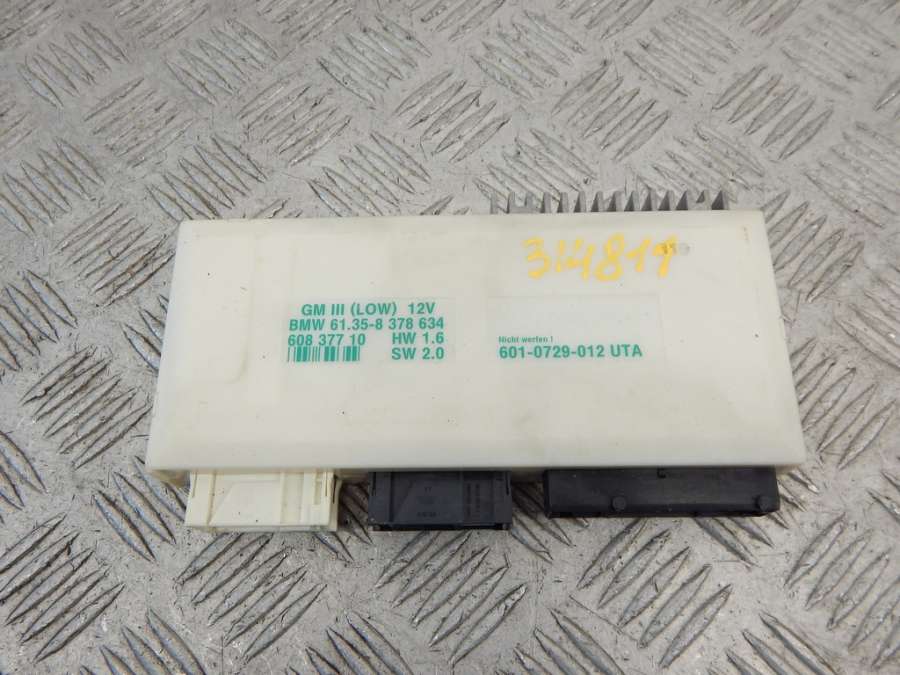 314811
GM III (LOW) 12V
BMW 61.35-8 378 634
608 377 10 HW 1.6
SW 2.0
Nicht werfen !
601-0729-012 UTA